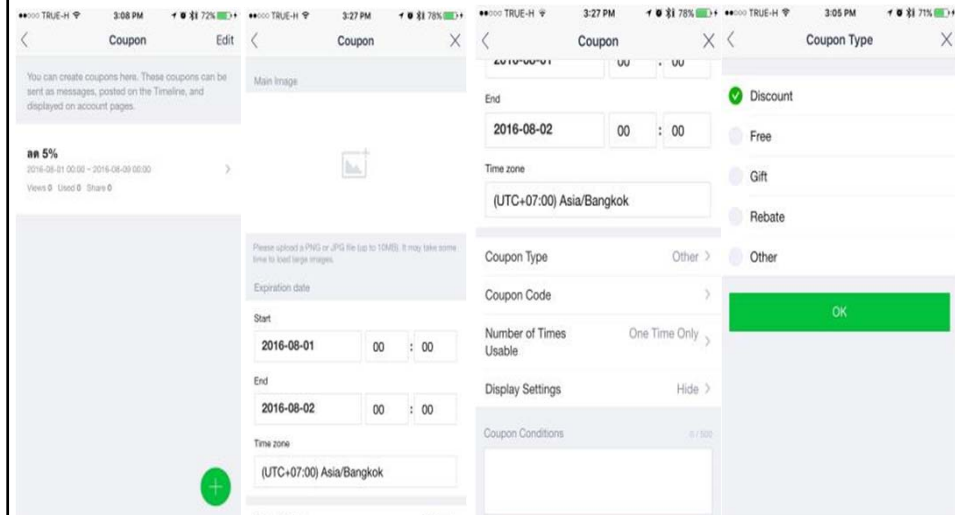 TRUE-H 3:08 PM 72%
Coupon Edit
You can create coupons here. These coupons can be
sent as messages, posted on the Timeline, and
displayed on account pages.
ลด 5%
2016-08-01 00:00 ~ 2016-08-09 00:00
Views 0 Used 0 Share 0
TRUE-H 3:27 PM 78%
Coupon
Main Image
Please upload a PNG or JPG file (up to 10MB). It may take some
time to load large images.
Expiration date
Start
2016-08-01 00 : 00
End
2016-08-02 00 : 00
Time zone
(UTC+07:00) Asia/Bangkok
TRUE-H 3:27 PM 78%
Coupon
2016-08-01 00 : 00
End
2016-08-02 00 : 00
Time zone
(UTC+07:00) Asia/Bangkok
Coupon Type Other
Coupon Code
Number of Times
Usable One Time Only
Display Settings Hide
Coupon Conditions 0 / 500
TRUE-H 3:05 PM 71%
Coupon Type
Discount
Free
Gift
Rebate
Other
OK